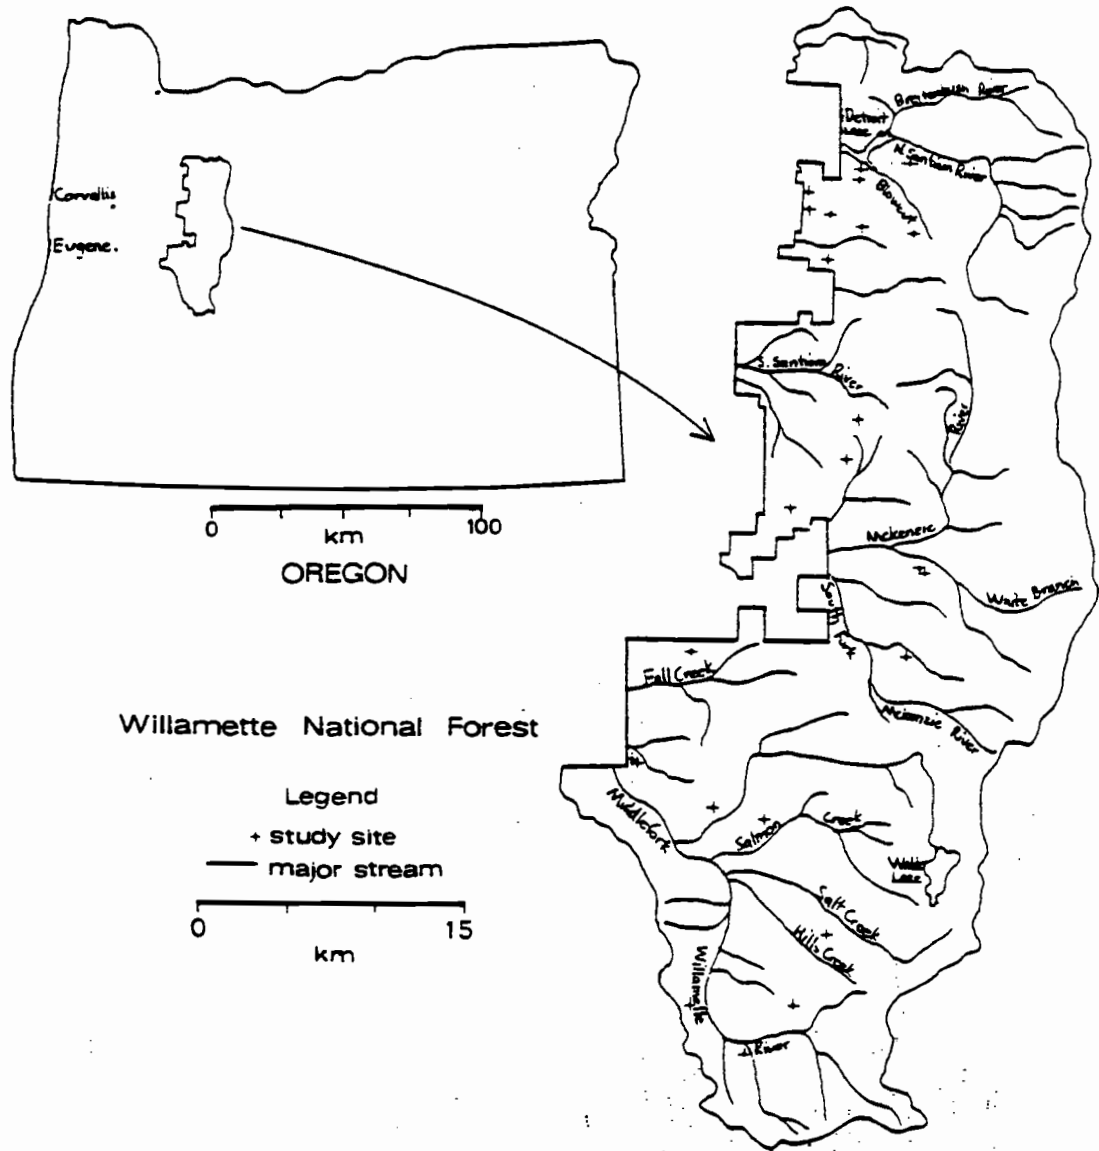 Corvallis
Eugene.
0 100
km
OREGON
Willamette National Forest
Legend
+ study site
major stream
0 15
km
Breitenbush River
Detroit
Lake
N. Santiam River
Blowout
S. Santiam River
River
McKenzie
White Branch
South Fork
McKenzie River
Fall Creek
Middlefork
Salmon Creek
Waldo
Lake
Salt Creek
Hills Creek
Willamette
River